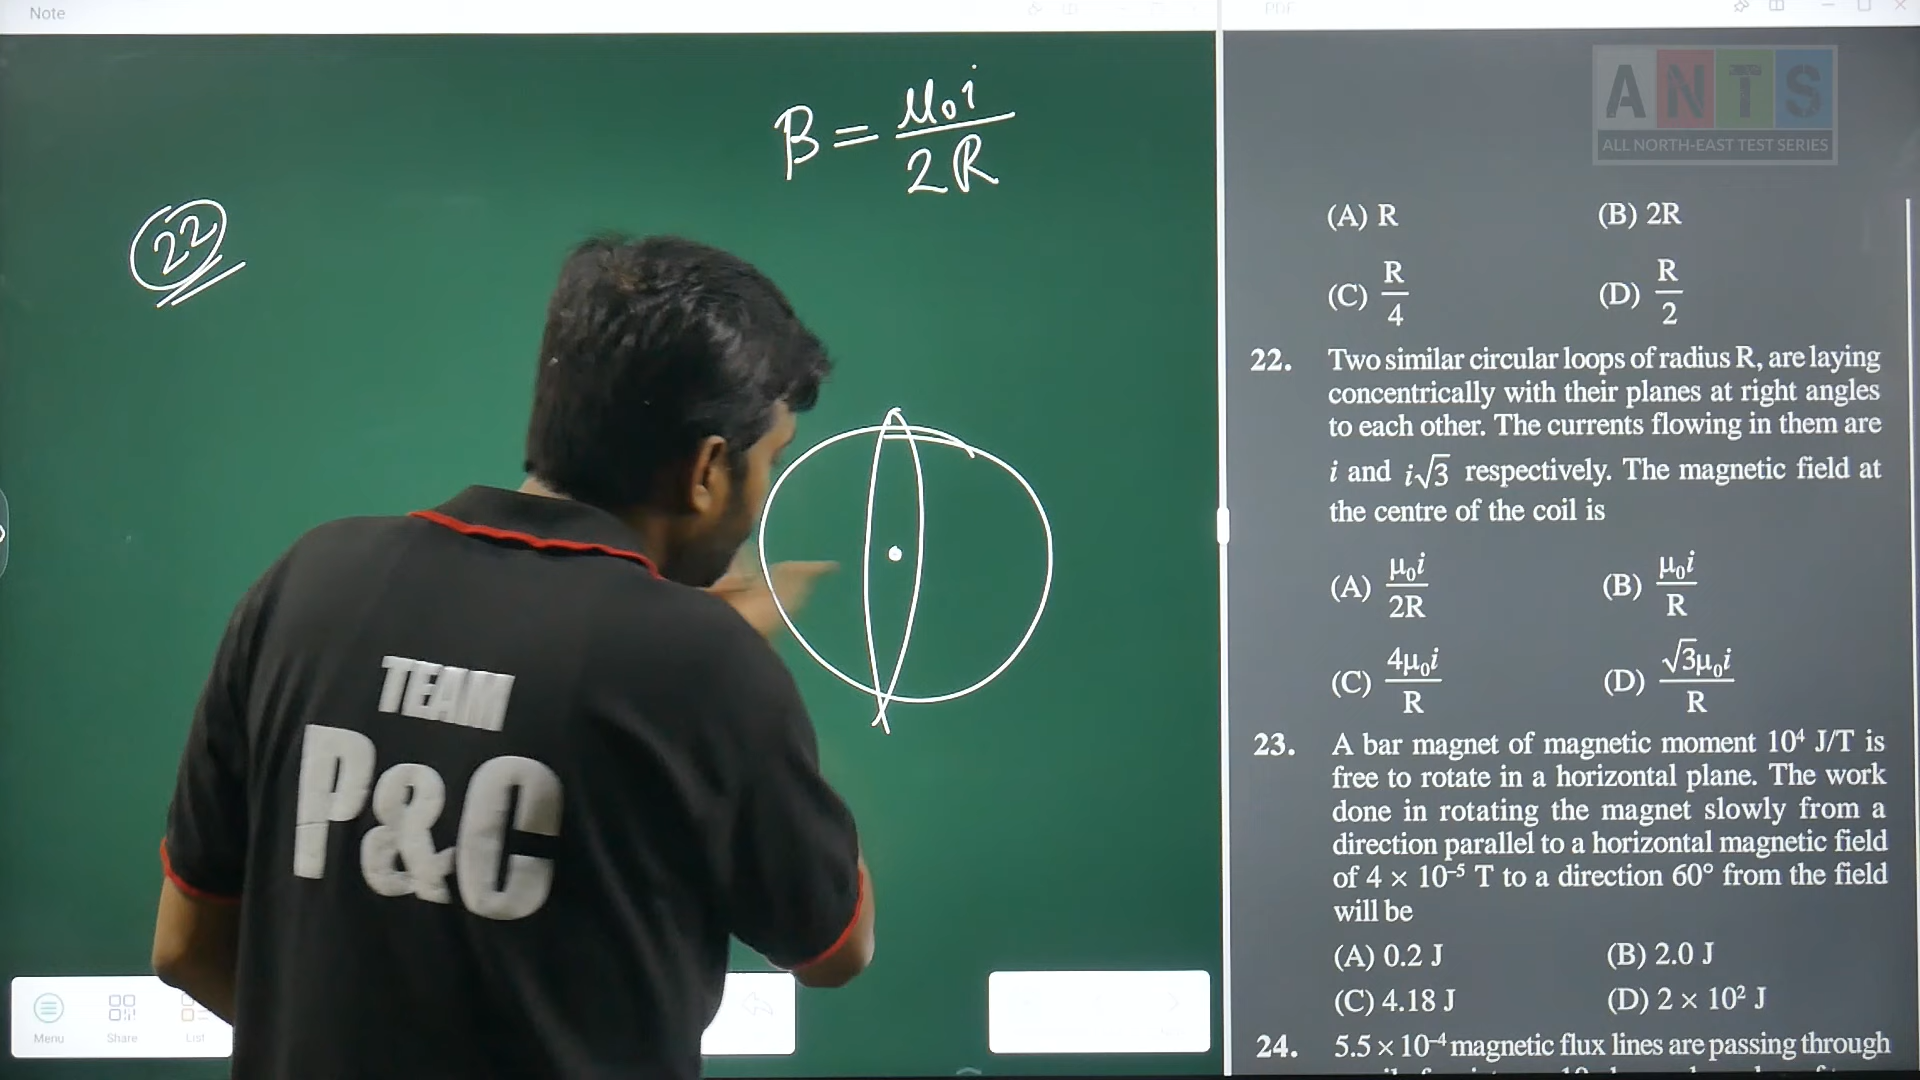 Note
PDF
B = μ₀i / 2R
22
TEAM
P&C
Menu
Share
List
ANTS
ALL NORTH-EAST TEST SERIES
(A) R
(B) 2R
(C) R/4
(D) R/2
22. Two similar circular loops of radius R, are laying
concentrically with their planes at right angles
to each other. The currents flowing in them are
i and i√3 respectively. The magnetic field at
the centre of the coil is
(A) μ₀i/2R
(B) μ₀i/R
(C) 4μ₀i/R
(D) √3μ₀i/R
23. A bar magnet of magnetic moment 10⁴ J/T is
free to rotate in a horizontal plane. The work
done in rotating the magnet slowly from a
direction parallel to a horizontal magnetic field
of 4 × 10⁻⁵ T to a direction 60° from the field
will be
(A) 0.2 J
(B) 2.0 J
(C) 4.18 J
(D) 2 × 10² J
24. 5.5 × 10⁻⁴ magnetic flux lines are passing through